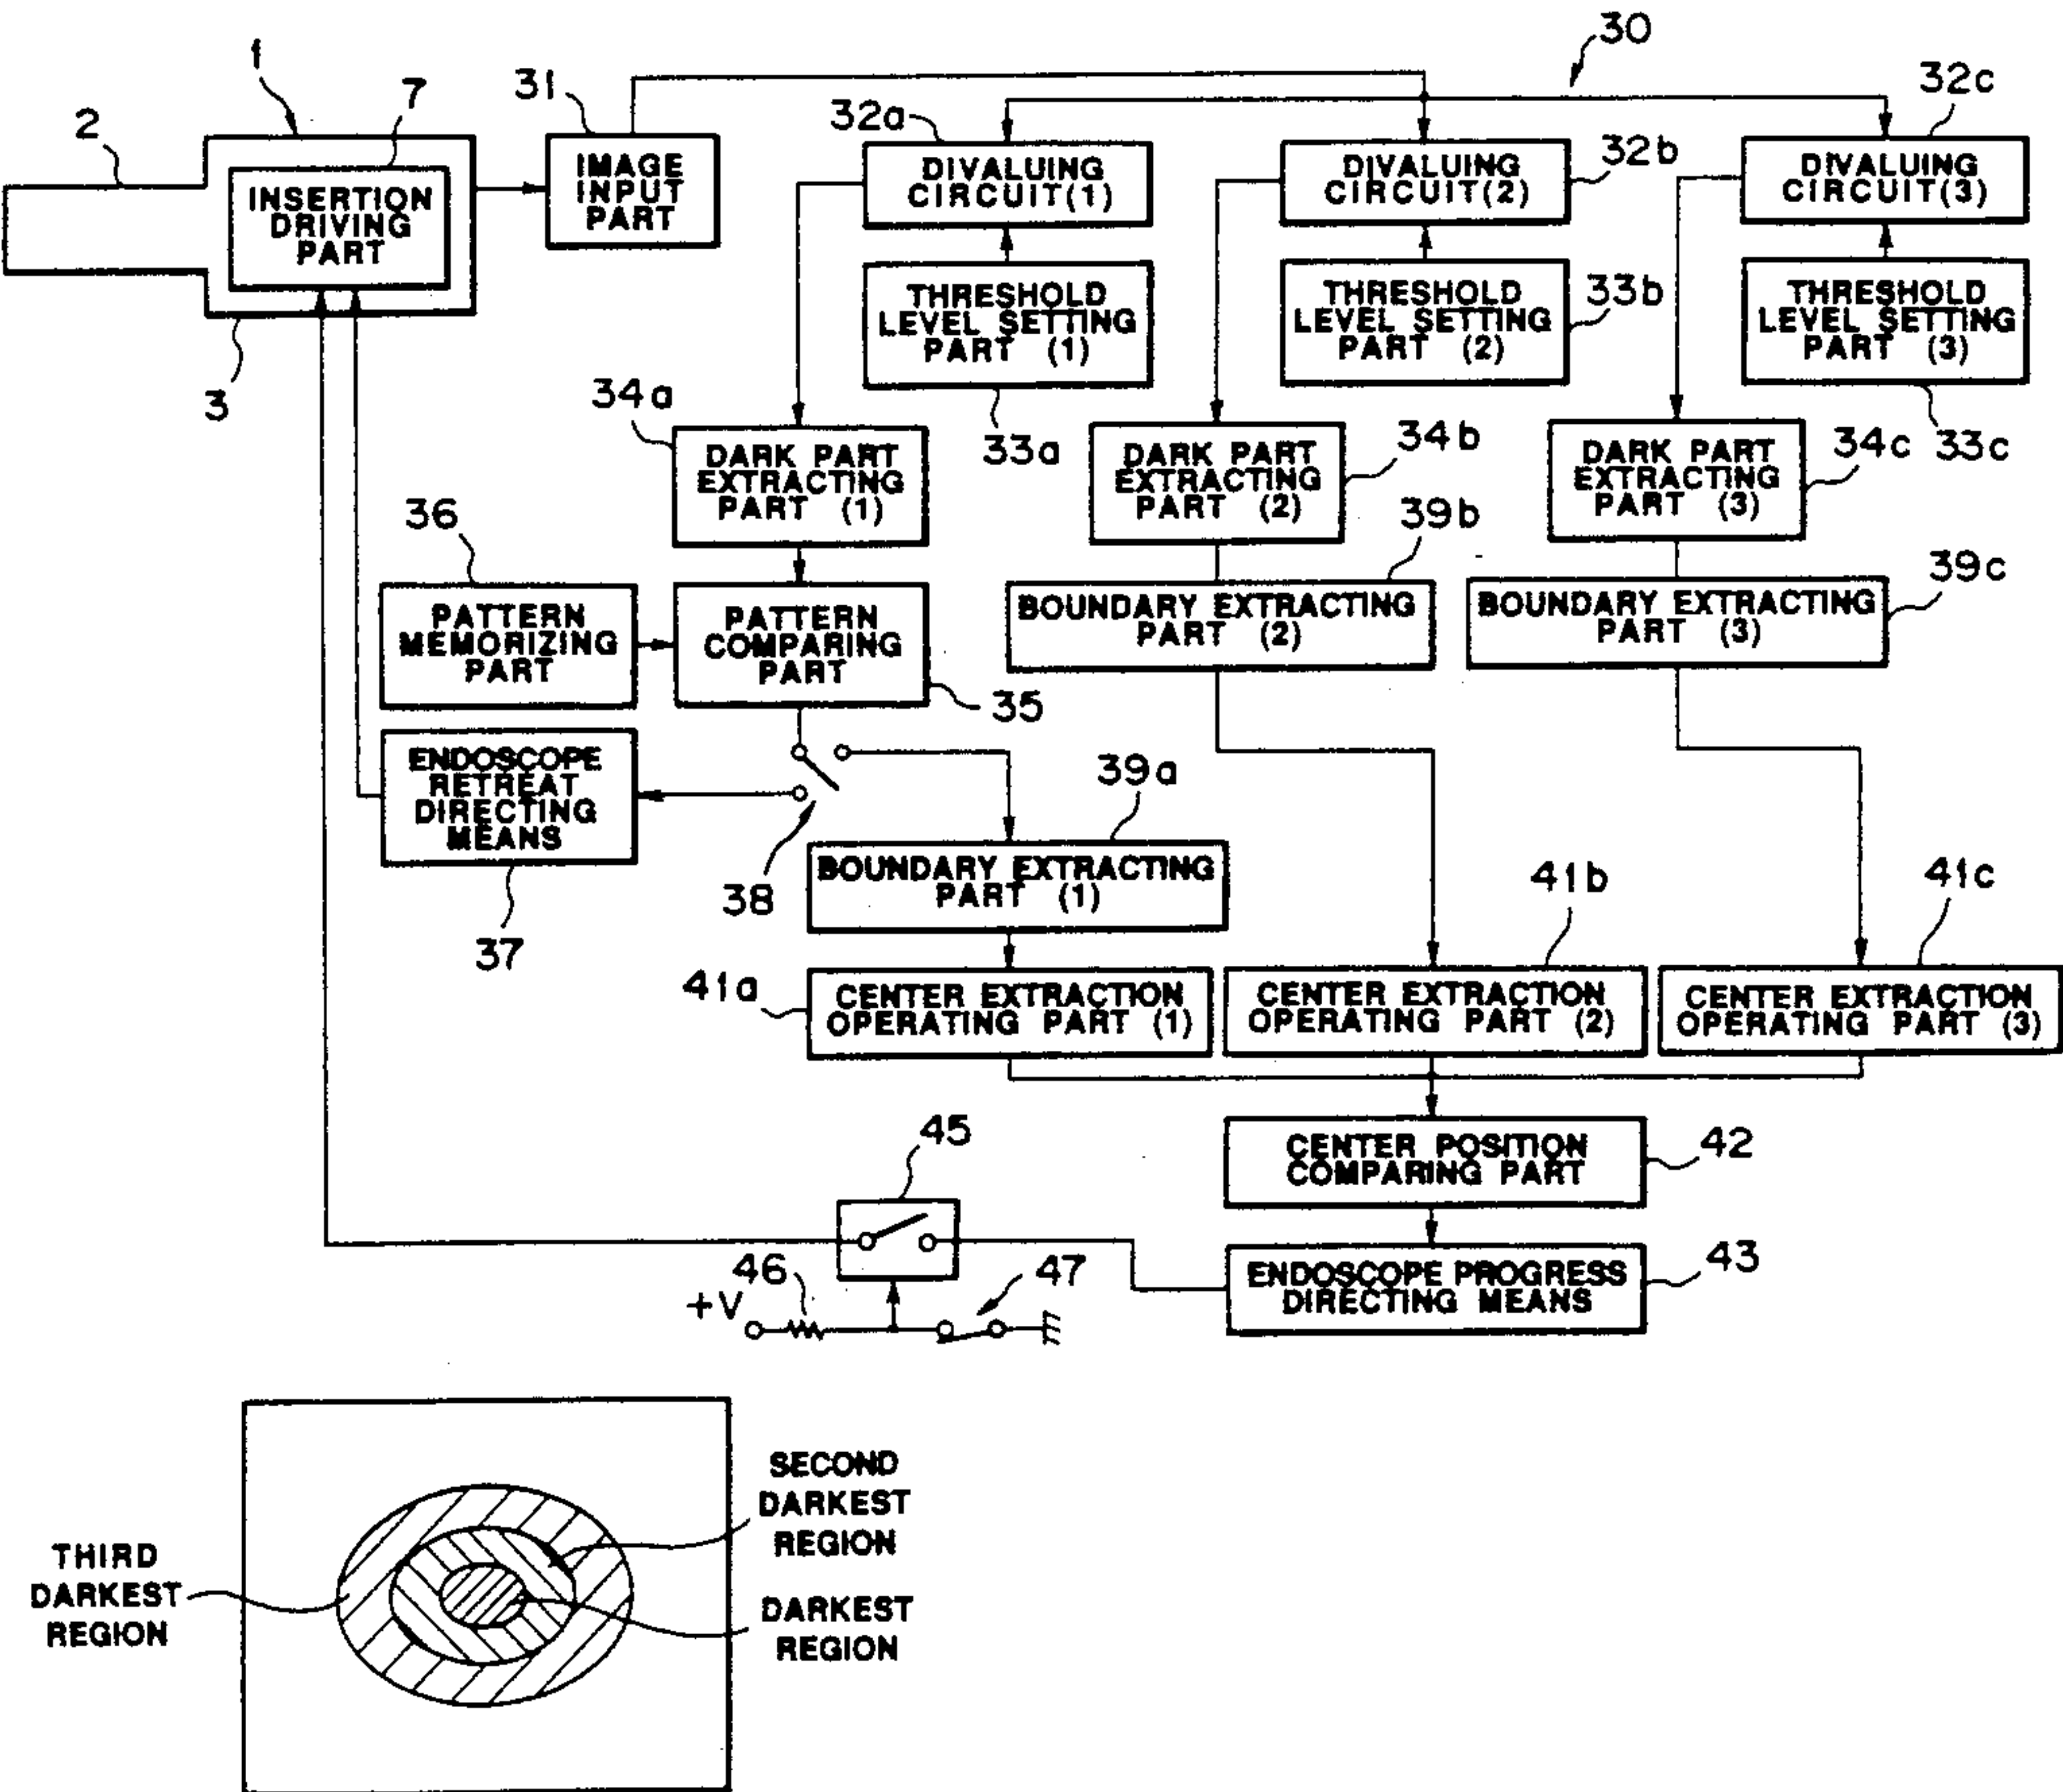 30
1
7
31
32c
2
32a
INSERTION
DRIVING
PART
IMAGE
INPUT
PART
DIVALUING
CIRCUIT(1)
DIVALUING
CIRCUIT(2)
32b
DIVALUING
CIRCUIT(3)
THRESHOLD
LEVEL SETTING
PART (1)
THRESHOLD
LEVEL SETTING
PART (2)
33b
THRESHOLD
LEVEL SETTING
PART (3)
3
34a
33a
34b
34c
33c
DARK PART
EXTRACTING
PART (1)
DARK PART
EXTRACTING
PART (2)
DARK PART
EXTRACTING
PART (3)
36
39b
39c
PATTERN
MEMORIZING
PART
PATTERN
COMPARING
PART
BOUNDARY EXTRACTING
PART (2)
BOUNDARY EXTRACTING
PART (3)
35
ENDOSCOPE
RETREAT
DIRECTING
MEANS
39a
38
37
BOUNDARY EXTRACTING
PART (1)
41b
41c
41a
CENTER EXTRACTION
OPERATING PART (1)
CENTER EXTRACTION
OPERATING PART (2)
CENTER EXTRACTION
OPERATING PART (3)
45
CENTER POSITION
COMPARING PART
42
46
47
+V
ENDOSCOPE PROGRESS
DIRECTING MEANS
43
SECOND
DARKEST
REGION
THIRD
DARKEST
REGION
DARKEST
REGION